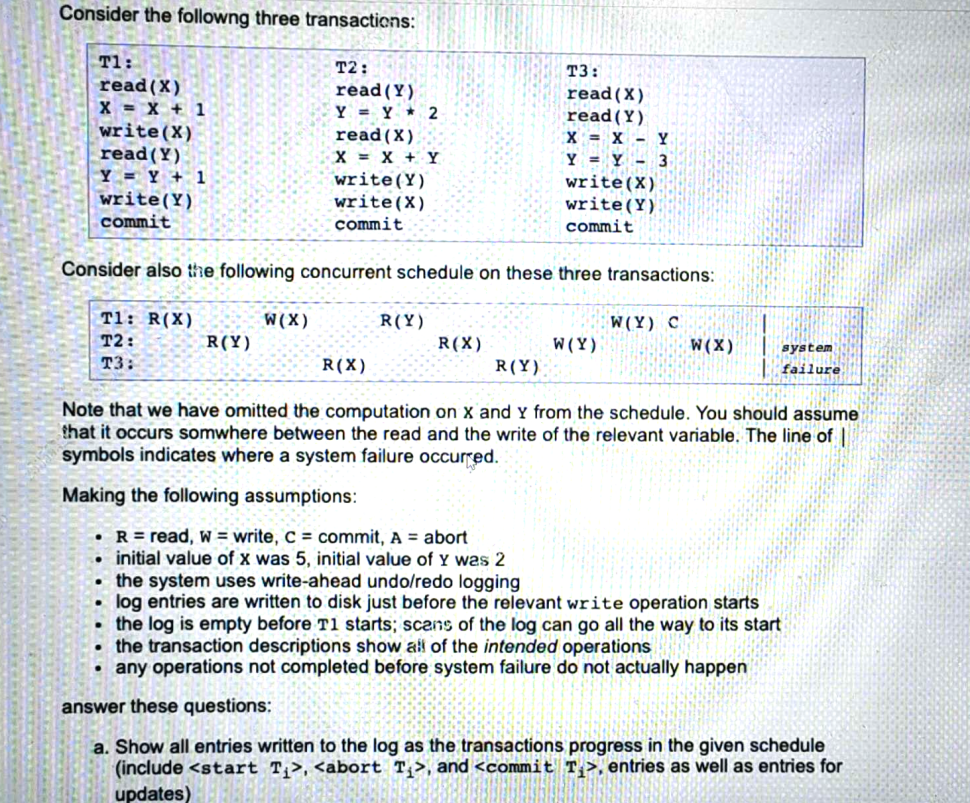 Consider the followng three transactions:
T1: T2: T3:
read(X) read(Y) read(X)
X = X + 1 Y = Y * 2 read(Y)
write(X) read(X) X = X - Y
read(Y) X = X + Y Y = Y - 3
Y = Y + 1 write(Y) write(X)
write(Y) write(X) write(Y)
commit commit commit
Consider also the following concurrent schedule on these three transactions:
T1: R(X) W(X) R(Y) W(Y) C |
T2: R(Y) R(X) W(Y) W(X) | system
T3: R(X) R(Y) | failure
Note that we have omitted the computation on X and Y from the schedule. You should assume
that it occurs somwhere between the read and the write of the relevant variable. The line of |
symbols indicates where a system failure occurred.
Making the following assumptions:
• R = read, W = write, C = commit, A = abort
• initial value of X was 5, initial value of Y was 2
• the system uses write-ahead undo/redo logging
• log entries are written to disk just before the relevant write operation starts
• the log is empty before T1 starts; scans of the log can go all the way to its start
• the transaction descriptions show all of the intended operations
• any operations not completed before system failure do not actually happen
answer these questions:
a. Show all entries written to the log as the transactions progress in the given schedule
(include <start Ti>, <abort Ti>, and <commit Ti>, entries as well as entries for
updates)